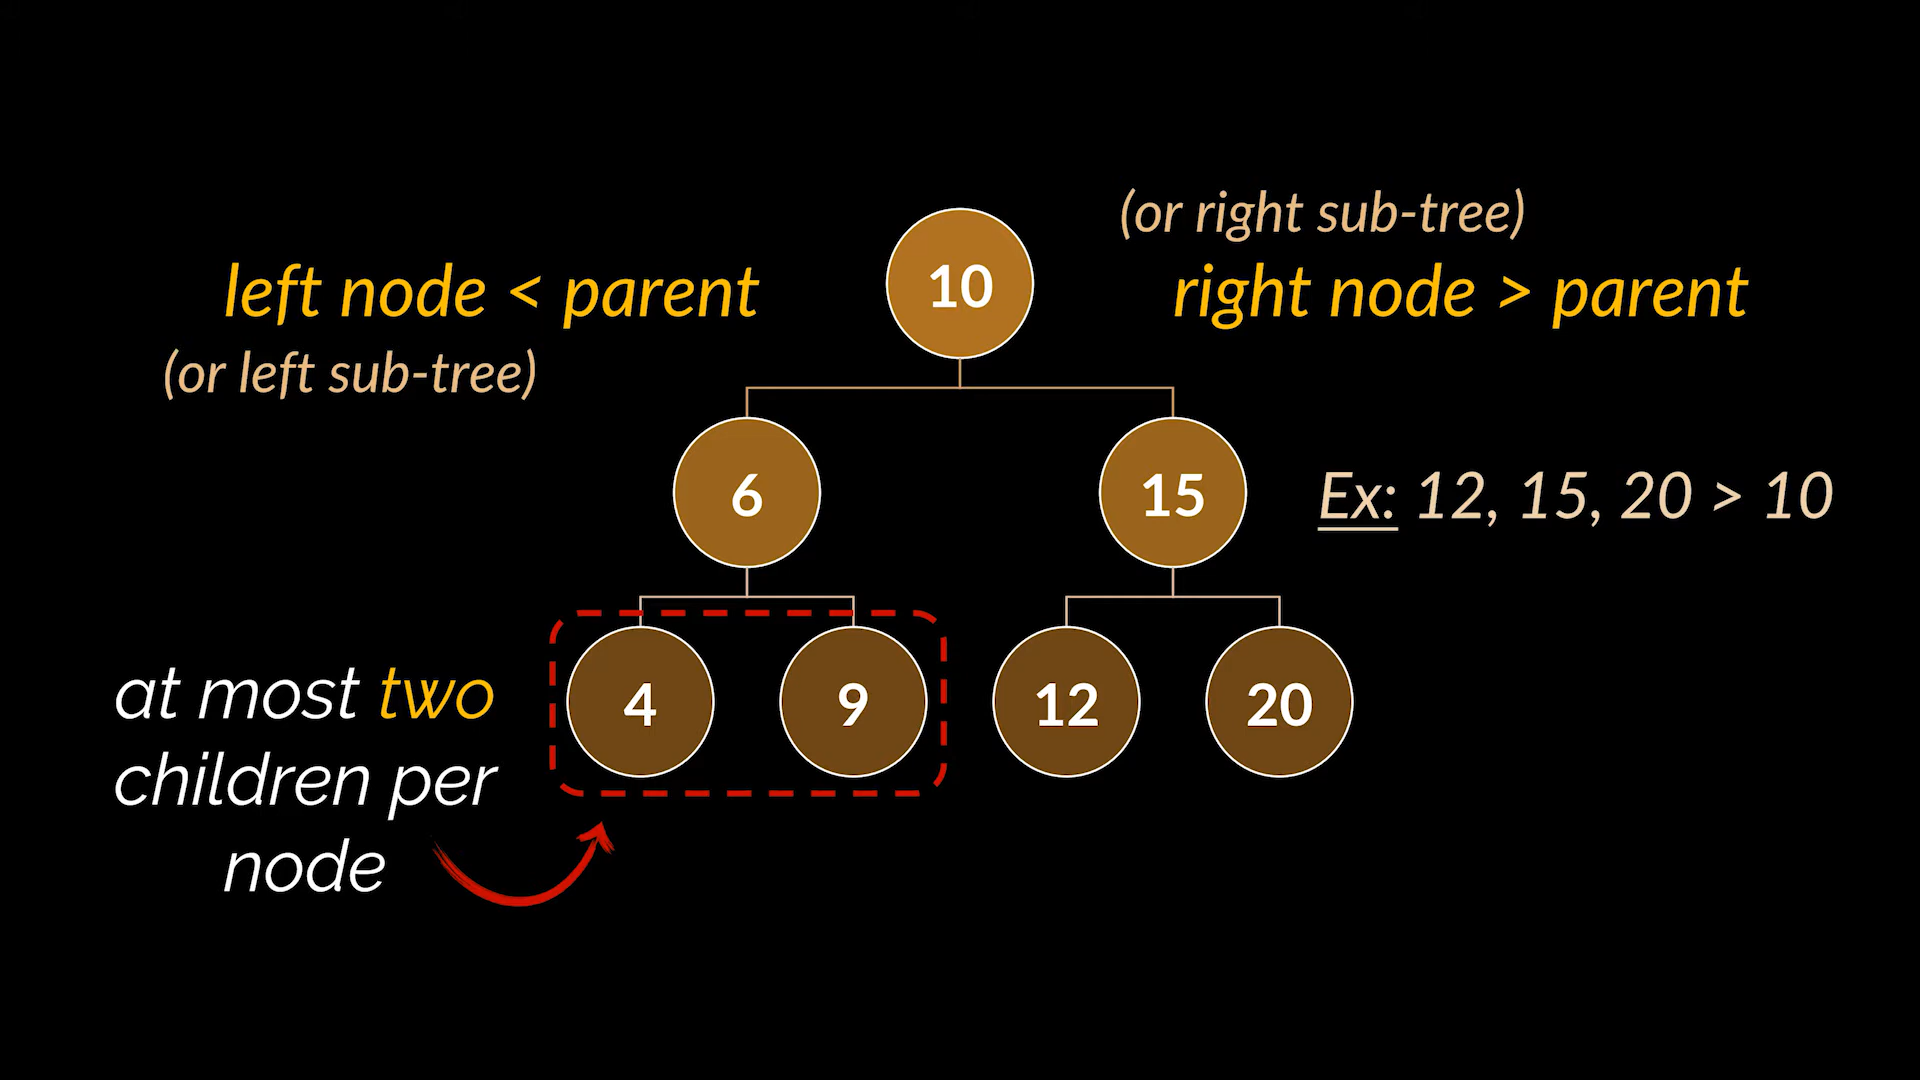 (or right sub-tree)
left node < parent
10
right node > parent
(or left sub-tree)
6
15
Ex: 12, 15, 20 > 10
at most two
children per
node
4
9
12
20